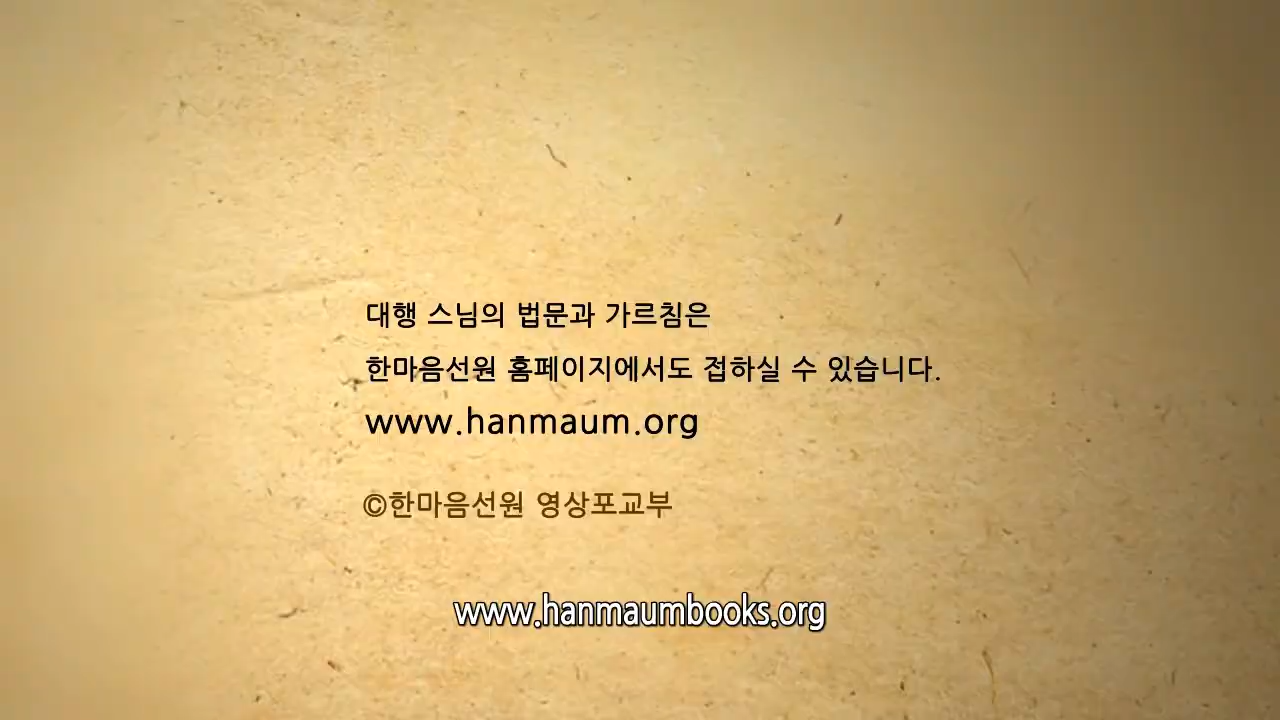 대행 스님의 법문과 가르침은
한마음선원 홈페이지에서도 접하실 수 있습니다.
www.hanmaum.org
©한마음선원 영상포교부
www.hanmaumbooks.org